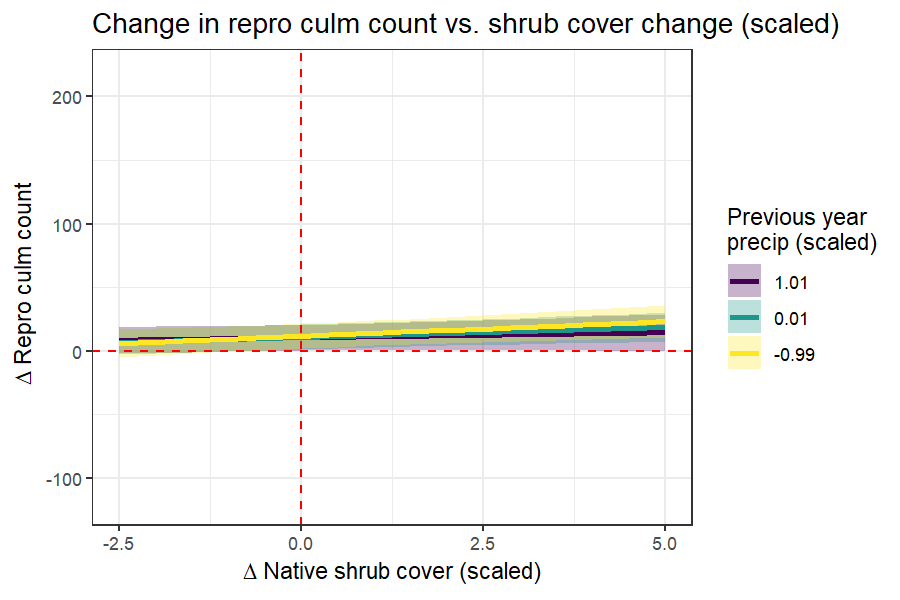 Change in repro culm count vs. shrub cover change (scaled)
200
100
0
-100
Δ Repro culm count
-2.5
0.0
2.5
5.0
Δ Native shrub cover (scaled)
Previous year
precip (scaled)
1.01
0.01
-0.99